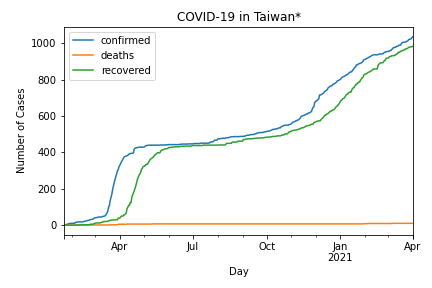 COVID-19 in Taiwan*
confirmed
deaths
recovered
Number of Cases
1000
800
600
400
200
0
Apr
Jul
Oct
Jan
2021
Apr
Day